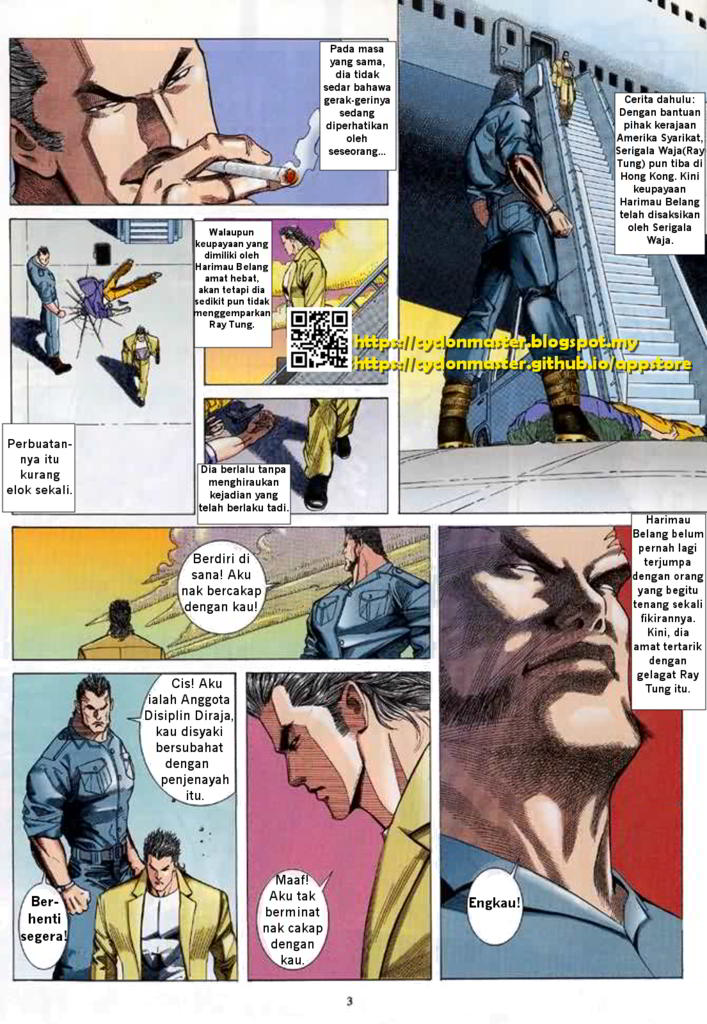 Pada masa
yang sama,
dia tidak
sedar bahawa
gerak-gerinya
sedang
diperhatikan
oleh
seseorang...
Cerita dahulu:
Dengan bantuan
pihak kerajaan
Amerika Syarikat,
Serigala Waja(Ray
Tung) pun tiba di
Hong Kong. Kini
keupayaan
Harimau Belang
telah disaksikan
oleh Serigala
Waja.
Walaupun
keupayaan yang
dimiliki oleh
Harimau Belang
amat hebat,
akan tetapi dia
sedikit pun tidak
menggemparkan
Ray Tung.
https://cydonmaster.blogspot.my
https://cydonmaster.github.io/appstore
Perbuatan-
nya itu
kurang
elok sekali.
Dia berlalu tanpa
menghiraukan
kejadian yang
telah berlaku tadi.
Berdiri di
sana! Aku
nak bercakap
dengan kau!
Harimau
Belang belum
pernah lagi
terjumpa
dengan orang
yang begitu
tenang sekali
fikirannya.
Kini, dia
amat tertarik
dengan
gelagat Ray
Tung itu.
Cis! Aku
ialah Anggota
Disiplin Diraja,
kau disyaki
bersubahat
dengan
penjenayah
itu.
Ber-
henti
segera!
Maaf!
Aku tak
berminat
nak cakap
dengan
kau.
Engkau!
3